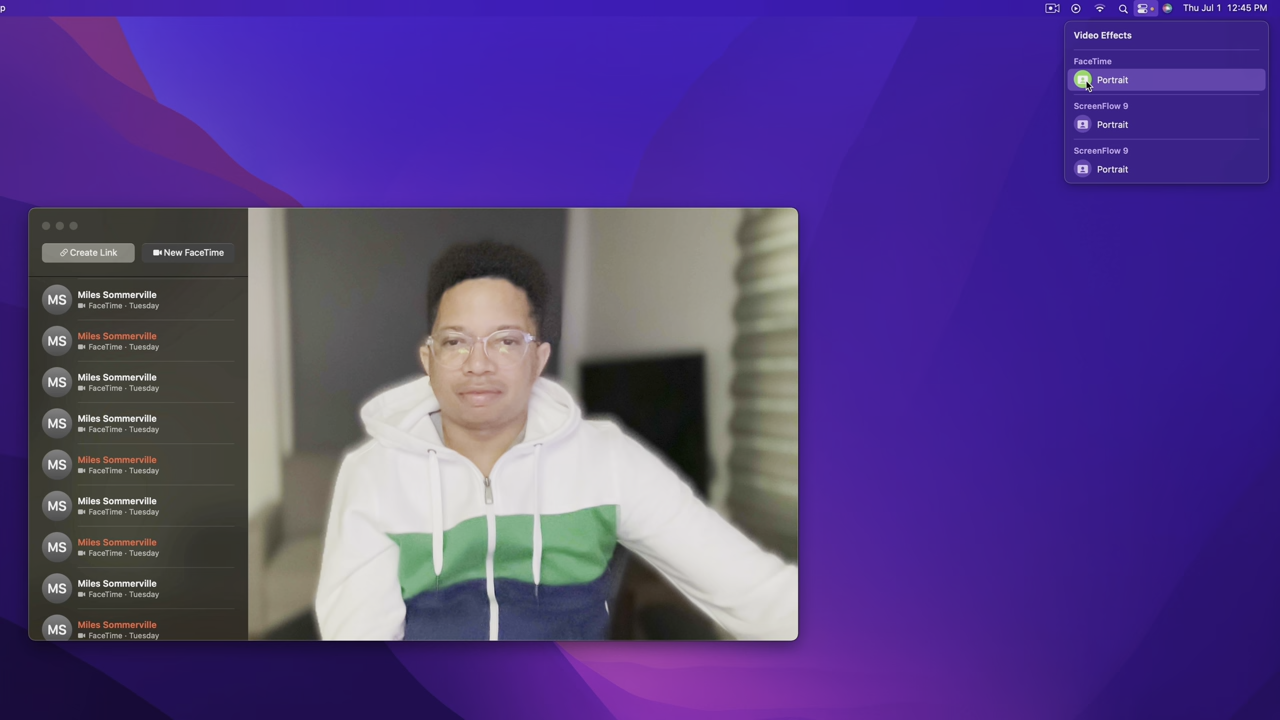 p
Thu Jul 1 12:45 PM
Video Effects
FaceTime
Portrait
ScreenFlow 9
Portrait
ScreenFlow 9
Portrait
Create Link
New FaceTime
MS
Miles Sommerville
FaceTime · Tuesday
MS
Miles Sommerville
FaceTime · Tuesday
MS
Miles Sommerville
FaceTime · Tuesday
MS
Miles Sommerville
FaceTime · Tuesday
MS
Miles Sommerville
FaceTime · Tuesday
MS
Miles Sommerville
FaceTime · Tuesday
MS
Miles Sommerville
FaceTime · Tuesday
MS
Miles Sommerville
FaceTime · Tuesday
MS
Miles Sommerville
FaceTime · Tuesday